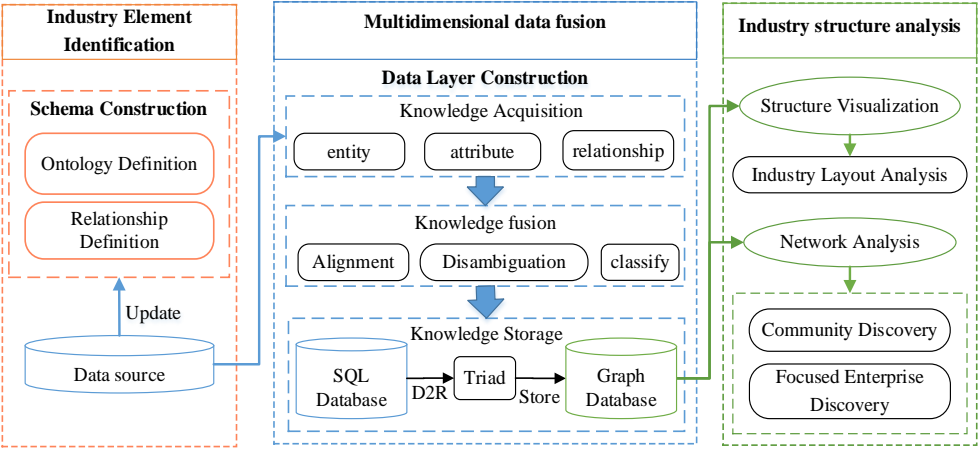 Industry Element
Identification
Schema Construction
Ontology Definition
Relationship
Definition
Update
Data source
Multidimensional data fusion
Data Layer Construction
Knowledge Acquisition
entity
attribute
relationship
Knowledge fusion
Alignment
Disambiguation
classify
Knowledge Storage
SQL
Database
D2R
Triad
Store
Graph
Database
Industry structure analysis
Structure Visualization
Industry Layout Analysis
Network Analysis
Community Discovery
Focused Enterprise
Discovery